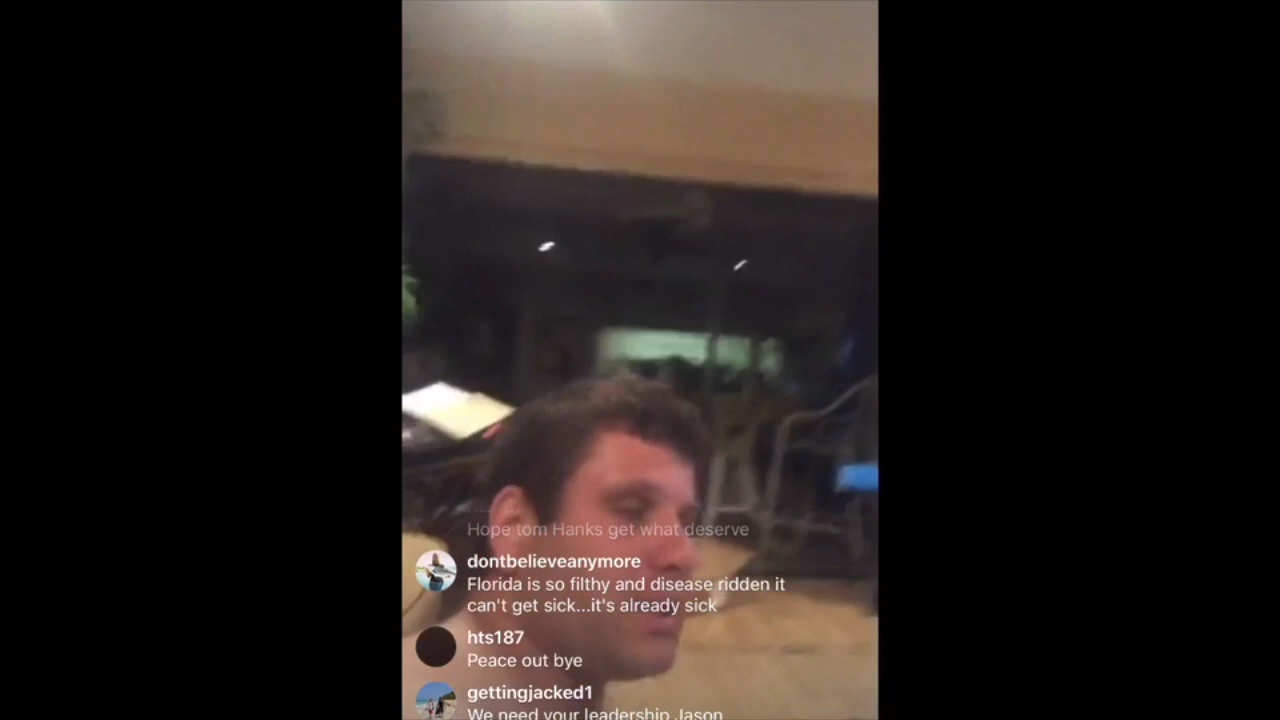 Hope tom Hanks get what deserve
dontbelieveanymore
Florida is so filthy and disease ridden it
can't get sick...it's already sick
hts187
Peace out bye
gettingjacked1
We need your leadership Jason